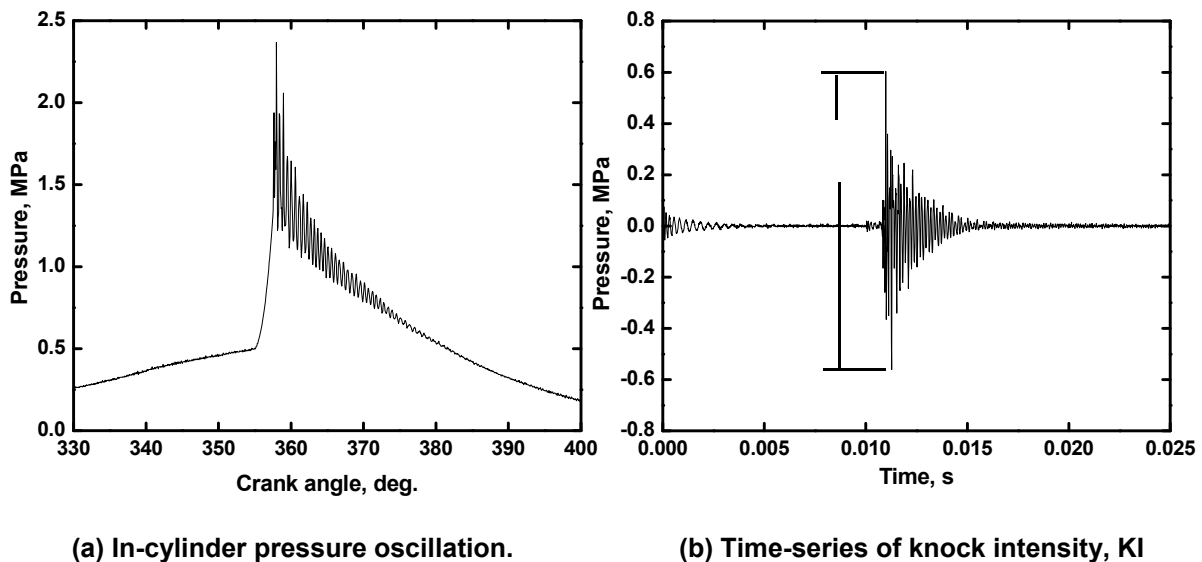 2.5
2.0
1.5
1.0
0.5
0.0
Pressure, MPa
330 340 350 360 370 380 390 400
Crank angle, deg.
(a) In-cylinder pressure oscillation.
0.8
0.6
0.4
0.2
0.0
-0.2
-0.4
-0.6
-0.8
Pressure, MPa
0.000 0.005 0.010 0.015 0.020 0.025
Time, s
(b) Time-series of knock intensity, KI